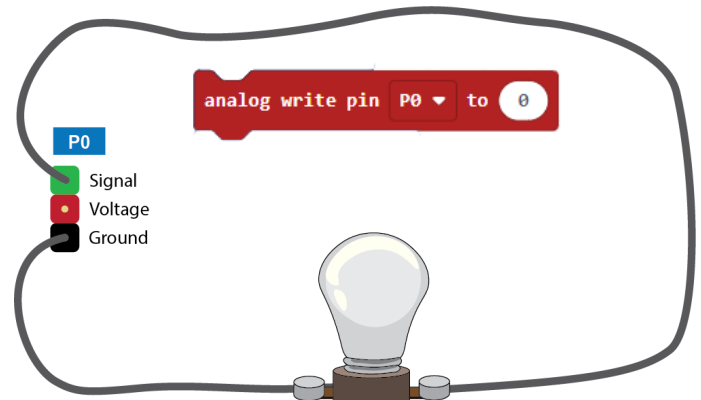 analog write pin P0 to 0
P0
Signal
Voltage
Ground